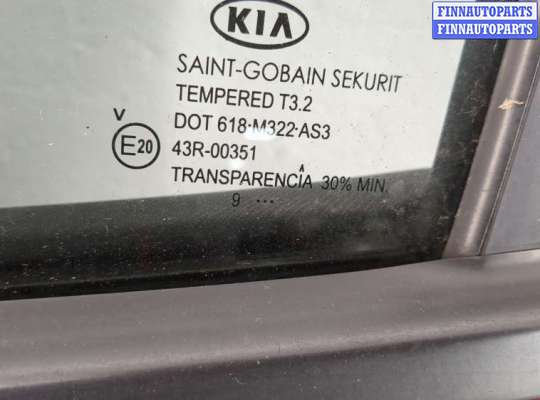 FINNAUTOPARTS
FINNAUTOPARTS
KIA
SAINT-GOBAIN SEKURIT
TEMPERED T3.2
V
DOT 618·M322·AS3
E20 43R-00351
TRANSPARENCIA 30% MIN.
9 ...